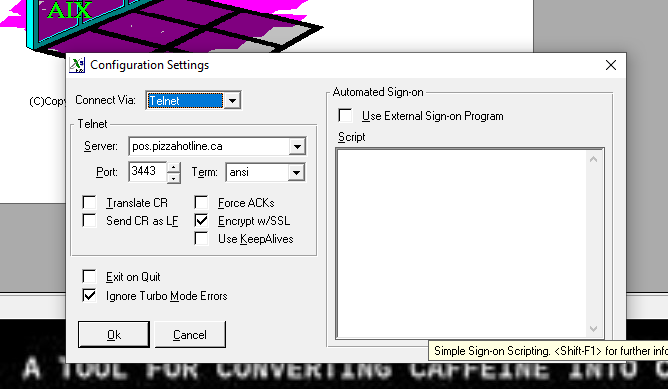 AIX
Configuration Settings
(C)Cop
Connect Via: Telnet
Telnet
Server: pos.pizzahotline.ca
Port: 3443 Term: ansi
Translate CR Force ACKs
Send CR as LF Encrypt w/SSL
Use KeepAlives
Exit on Quit
Ignore Turbo Mode Errors
Ok Cancel
Automated Sign-on
Use External Sign-on Program
Script
Simple Sign-on Scripting. <Shift-F1> for further info
A TOOL FOR CONVERTING CAFFEINE INTO